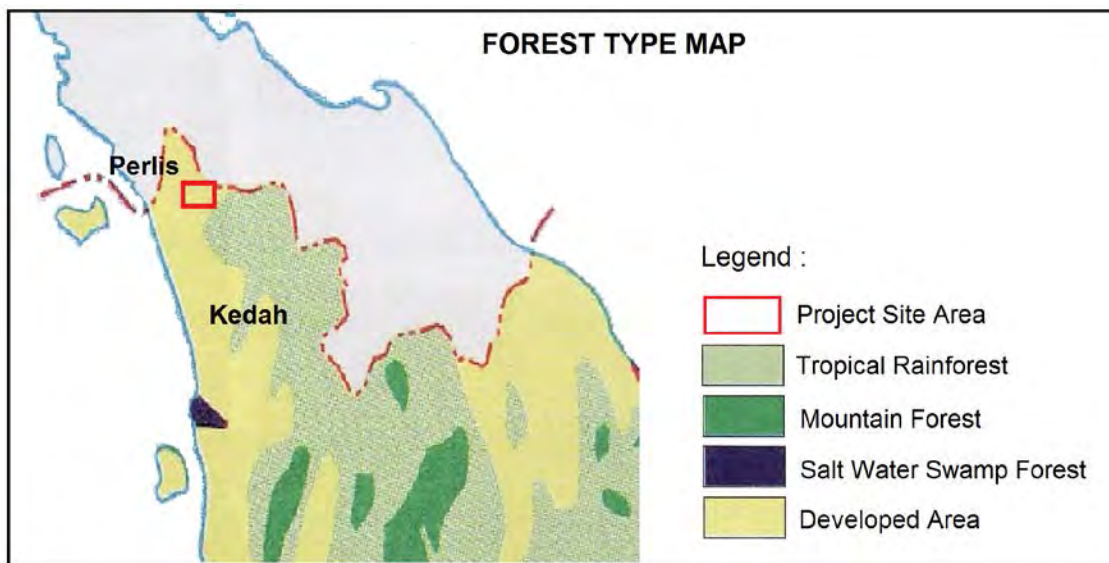 FOREST TYPE MAP
Perlis
Kedah
Legend :
Project Site Area
Tropical Rainforest
Mountain Forest
Salt Water Swamp Forest
Developed Area